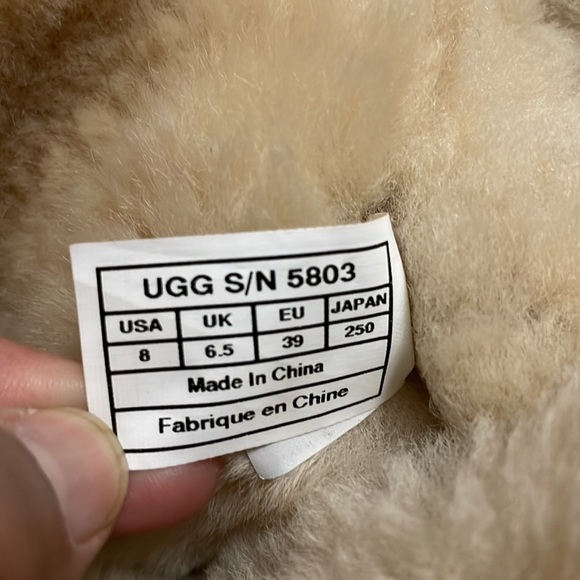 UGG S/N 5803
USA UK EU JAPAN
8 6.5 39 250
Made In China
Fabrique en Chine